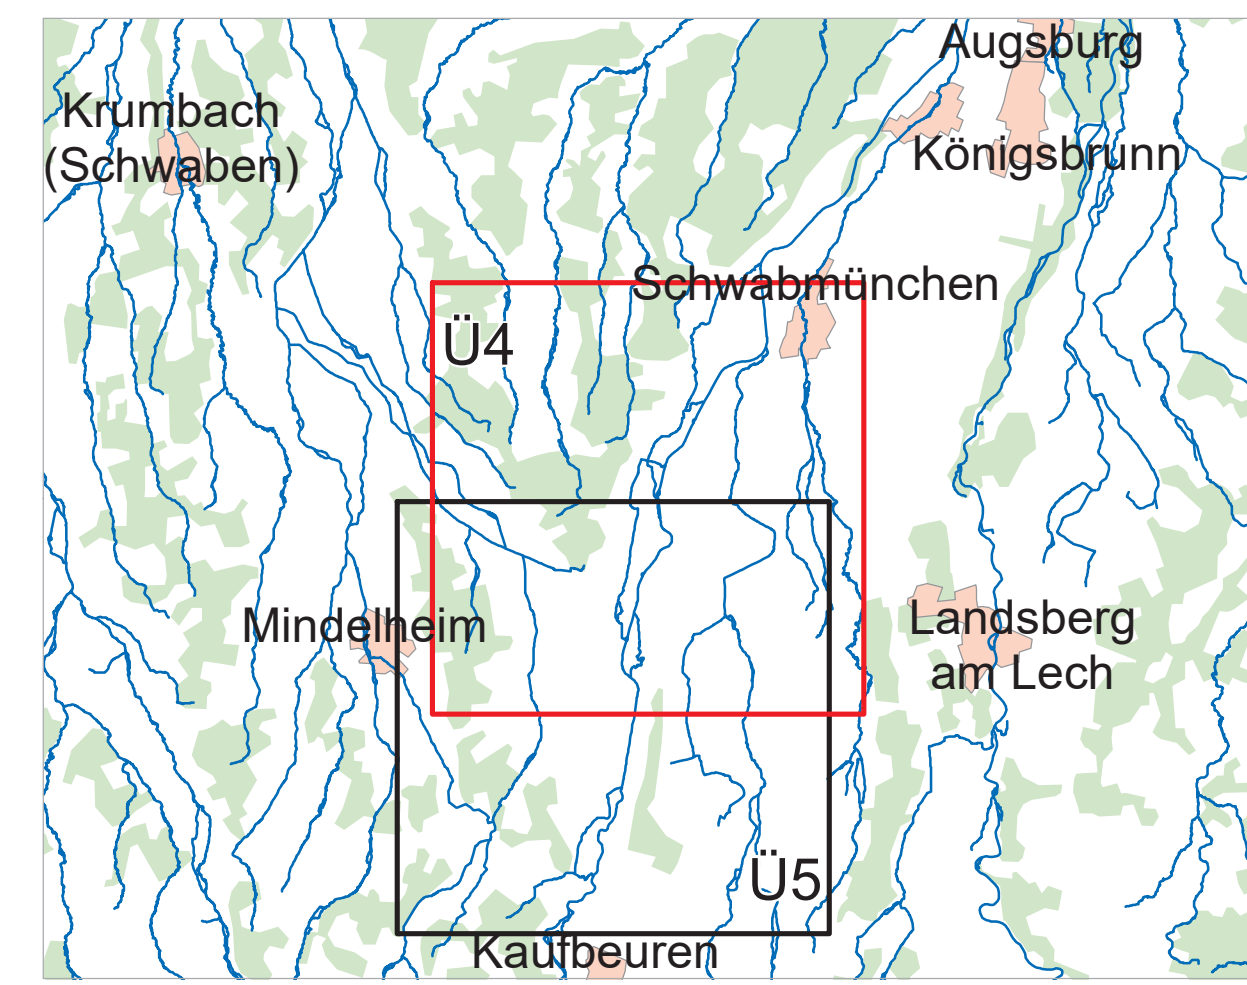 Augsburg
Krumbach
(Schwaben)
Königsbrunn
Schwabmünchen
Ü4
Mindelheim
Landsberg
am Lech
Ü5
Kaufbeuren